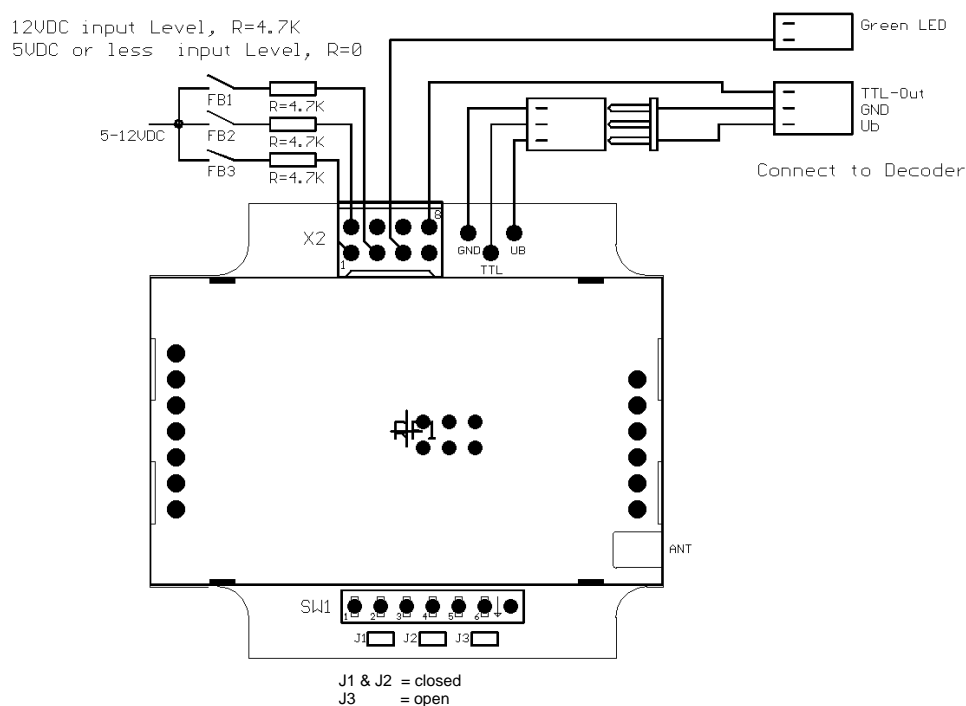 12VDC input Level, R=4.7K
5VDC or less  input Level, R=0
Green LED
TTL-Out
GND
Ub
Connect to Decoder
FB1
R=4.7K
5-12VDC
FB2
R=4.7K
FB3
R=4.7K
X2
8
1
GND
TTL
UB
RF1
ANT
SW1
1 2 3 4 5 6
J1 J2 J3
J1 & J2 = closed
J3 = open